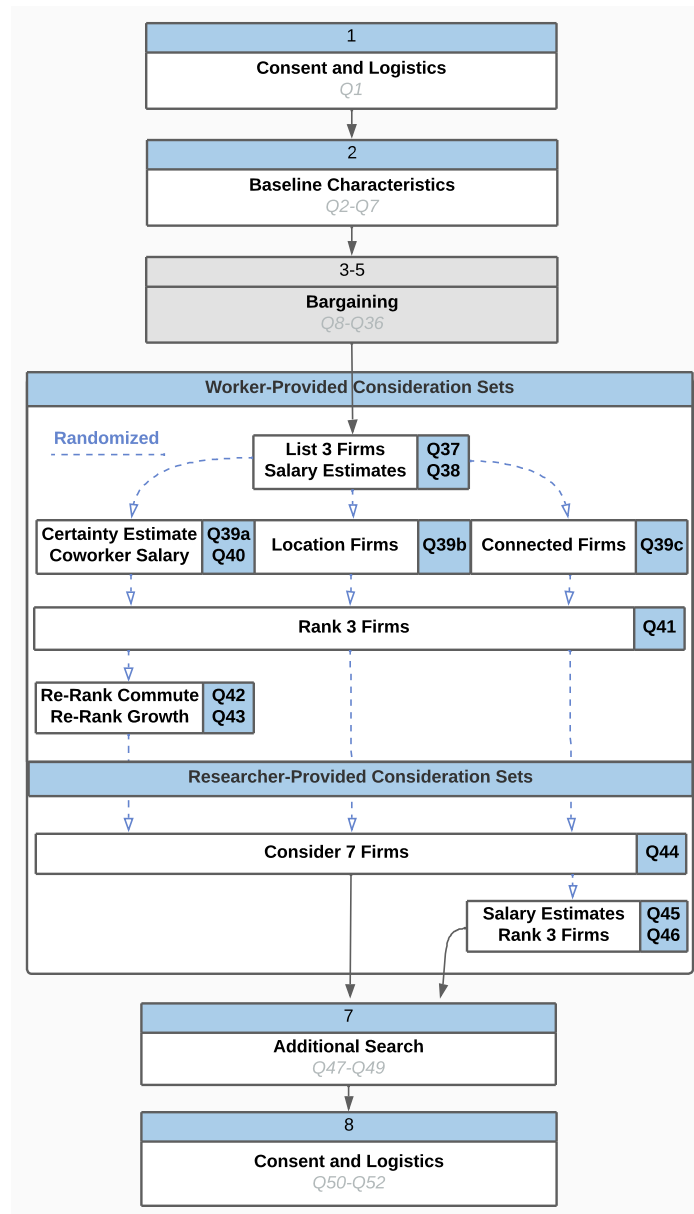 1
Consent and Logistics
Q1
2
Baseline Characteristics
Q2-Q7
3-5
Bargaining
Q8-Q36
Worker-Provided Consideration Sets
Randomized
List 3 Firms
Salary Estimates
Q37
Q38
Certainty Estimate
Coworker Salary
Q39a
Q40
Location Firms
Q39b
Connected Firms
Q39c
Rank 3 Firms
Q41
Re-Rank Commute
Re-Rank Growth
Q42
Q43
Researcher-Provided Consideration Sets
Consider 7 Firms
Q44
Salary Estimates
Rank 3 Firms
Q45
Q46
7
Additional Search
Q47-Q49
8
Consent and Logistics
Q50-Q52